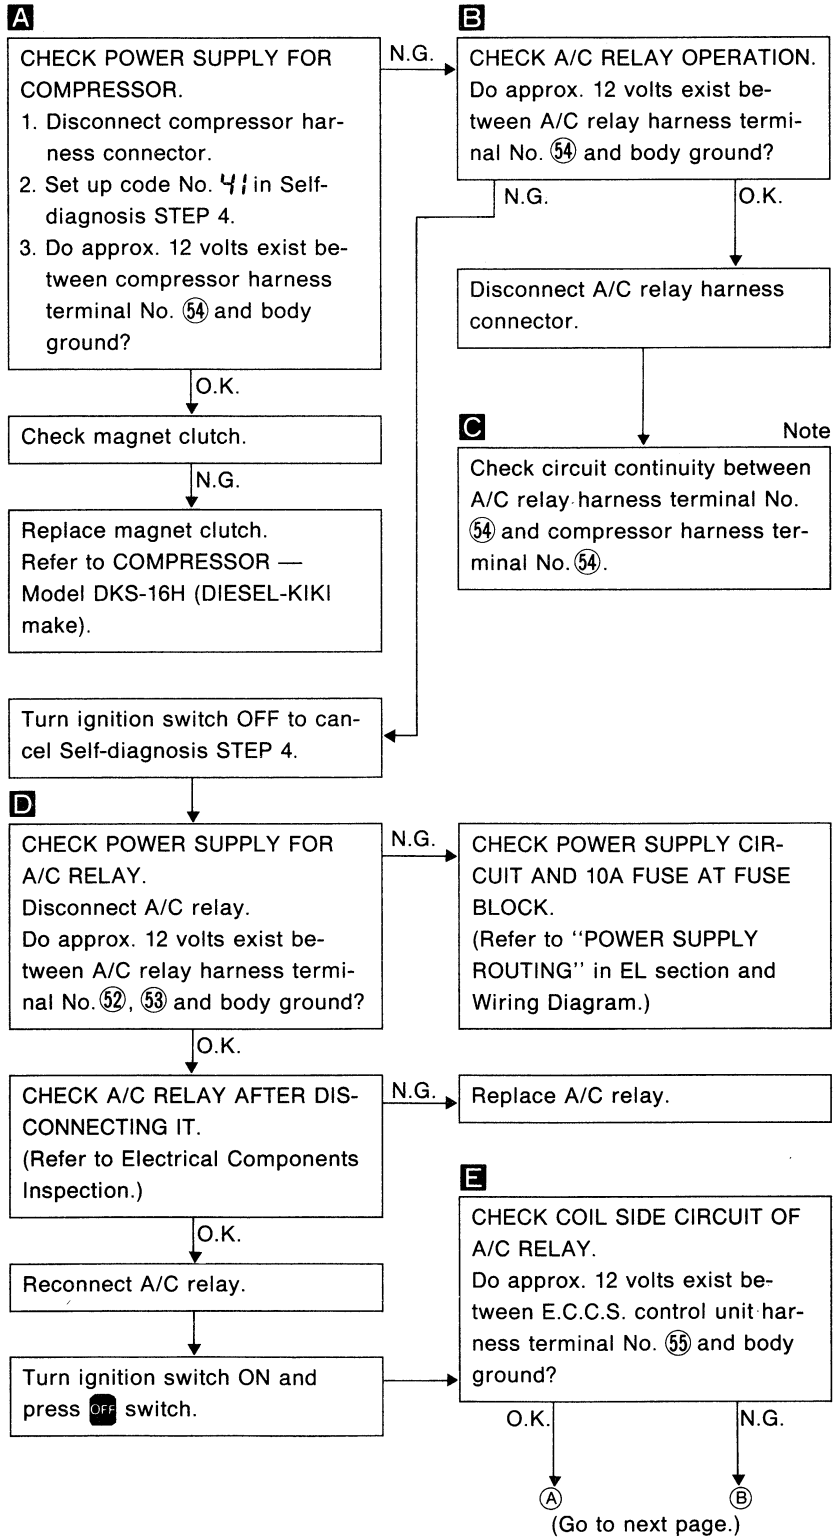 A
CHECK POWER SUPPLY FOR
COMPRESSOR.
1. Disconnect compressor har-
ness connector.
2. Set up code No. 41 in Self-
diagnosis STEP 4.
3. Do approx. 12 volts exist be-
tween compressor harness
terminal No. 54 and body
ground?
N.G.
B
CHECK A/C RELAY OPERATION.
Do approx. 12 volts exist be-
tween A/C relay harness termi-
nal No. 54 and body ground?
N.G.
O.K.
Disconnect A/C relay harness
connector.
C
Note
Check circuit continuity between
A/C relay harness terminal No.
54 and compressor harness ter-
minal No. 54.
O.K.
Check magnet clutch.
N.G.
Replace magnet clutch.
Refer to COMPRESSOR —
Model DKS-16H (DIESEL-KIKI
make).
Turn ignition switch OFF to can-
cel Self-diagnosis STEP 4.
D
CHECK POWER SUPPLY FOR
A/C RELAY.
Disconnect A/C relay.
Do approx. 12 volts exist be-
tween A/C relay harness termi-
nal No. 52, 53 and body ground?
N.G.
CHECK POWER SUPPLY CIR-
CUIT AND 10A FUSE AT FUSE
BLOCK.
(Refer to "POWER SUPPLY
ROUTING" in EL section and
Wiring Diagram.)
O.K.
CHECK A/C RELAY AFTER DIS-
CONNECTING IT.
(Refer to Electrical Components
Inspection.)
N.G.
Replace A/C relay.
O.K.
Reconnect A/C relay.
Turn ignition switch ON and
press OFF switch.
E
CHECK COIL SIDE CIRCUIT OF
A/C RELAY.
Do approx. 12 volts exist be-
tween E.C.C.S. control unit har-
ness terminal No. 55 and body
ground?
O.K.
N.G.
A
B
(Go to next page.)